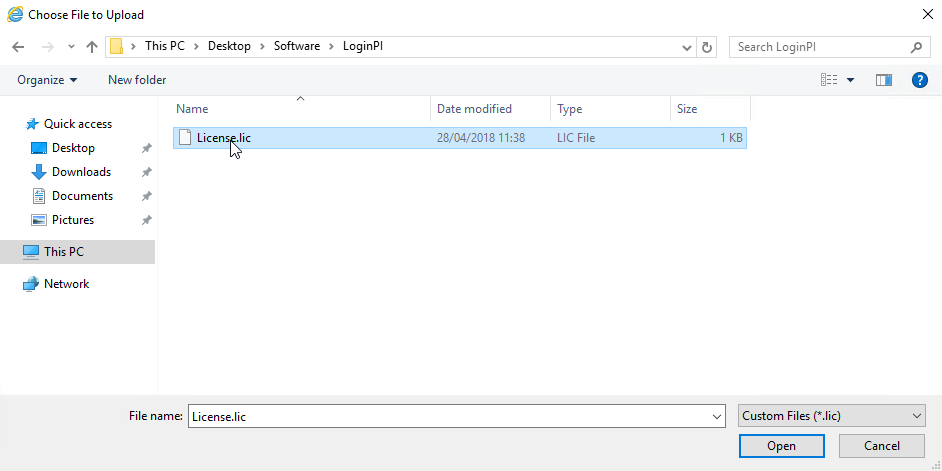 Choose File to Upload
This PC > Desktop > Software > LoginPI
Search LoginPI
Organize
New folder
Name Date modified Type Size
License.lic 28/04/2018 11:38 LIC File 1 KB
Quick access
Desktop
Downloads
Documents
Pictures
This PC
Network
File name: License.lic Custom Files (*.lic)
Open Cancel